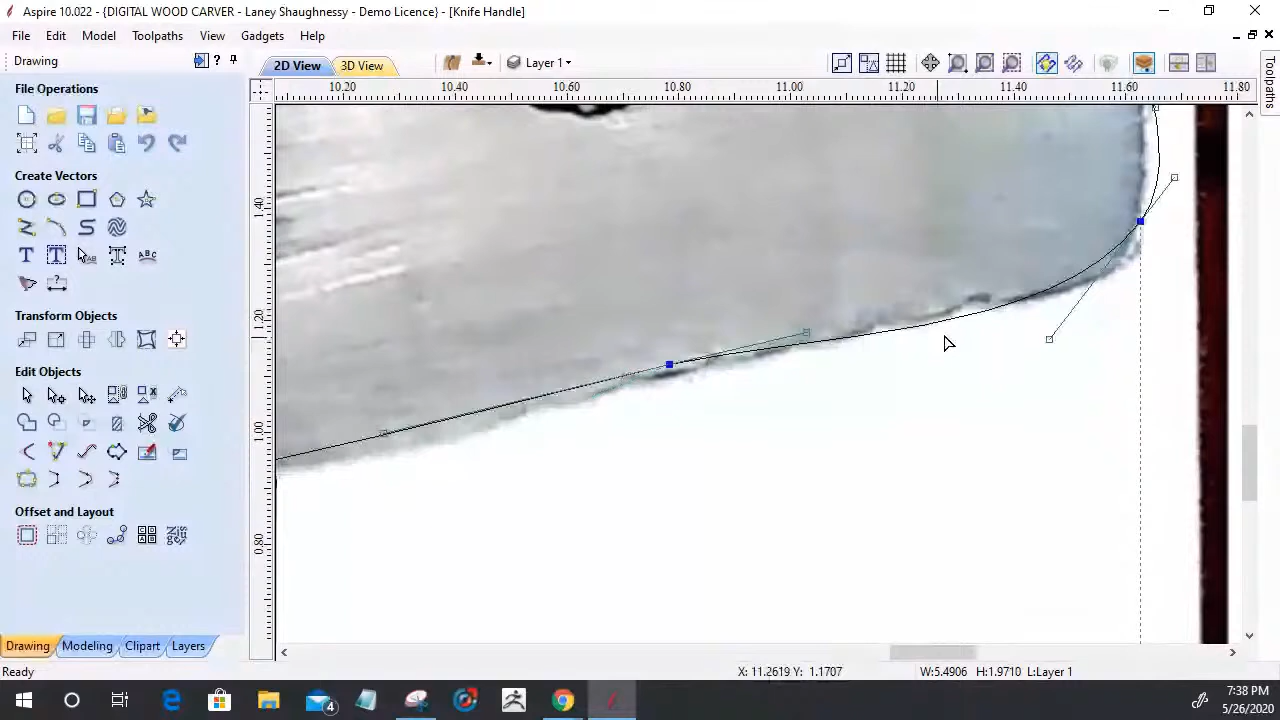 Aspire 10.022 - {DIGITAL WOOD CARVER - Laney Shaughnessy - Demo Licence} - [Knife Handle]
File Edit Model Toolpaths View Gadgets Help
Drawing
2D View
3D View
Layer 1
File Operations
10.20 10.40 10.60 10.80 11.00 11.20 11.40 11.60 11.80
Toolpaths
Create Vectors
1.40
1.20
1.00
0.80
Transform Objects
Edit Objects
Offset and Layout
Drawing Modeling Clipart Layers
Ready
X: 11.2619 Y: 1.1707
W:5.4906 H:1.9710 L:Layer 1
4
7:38 PM
5/26/2020